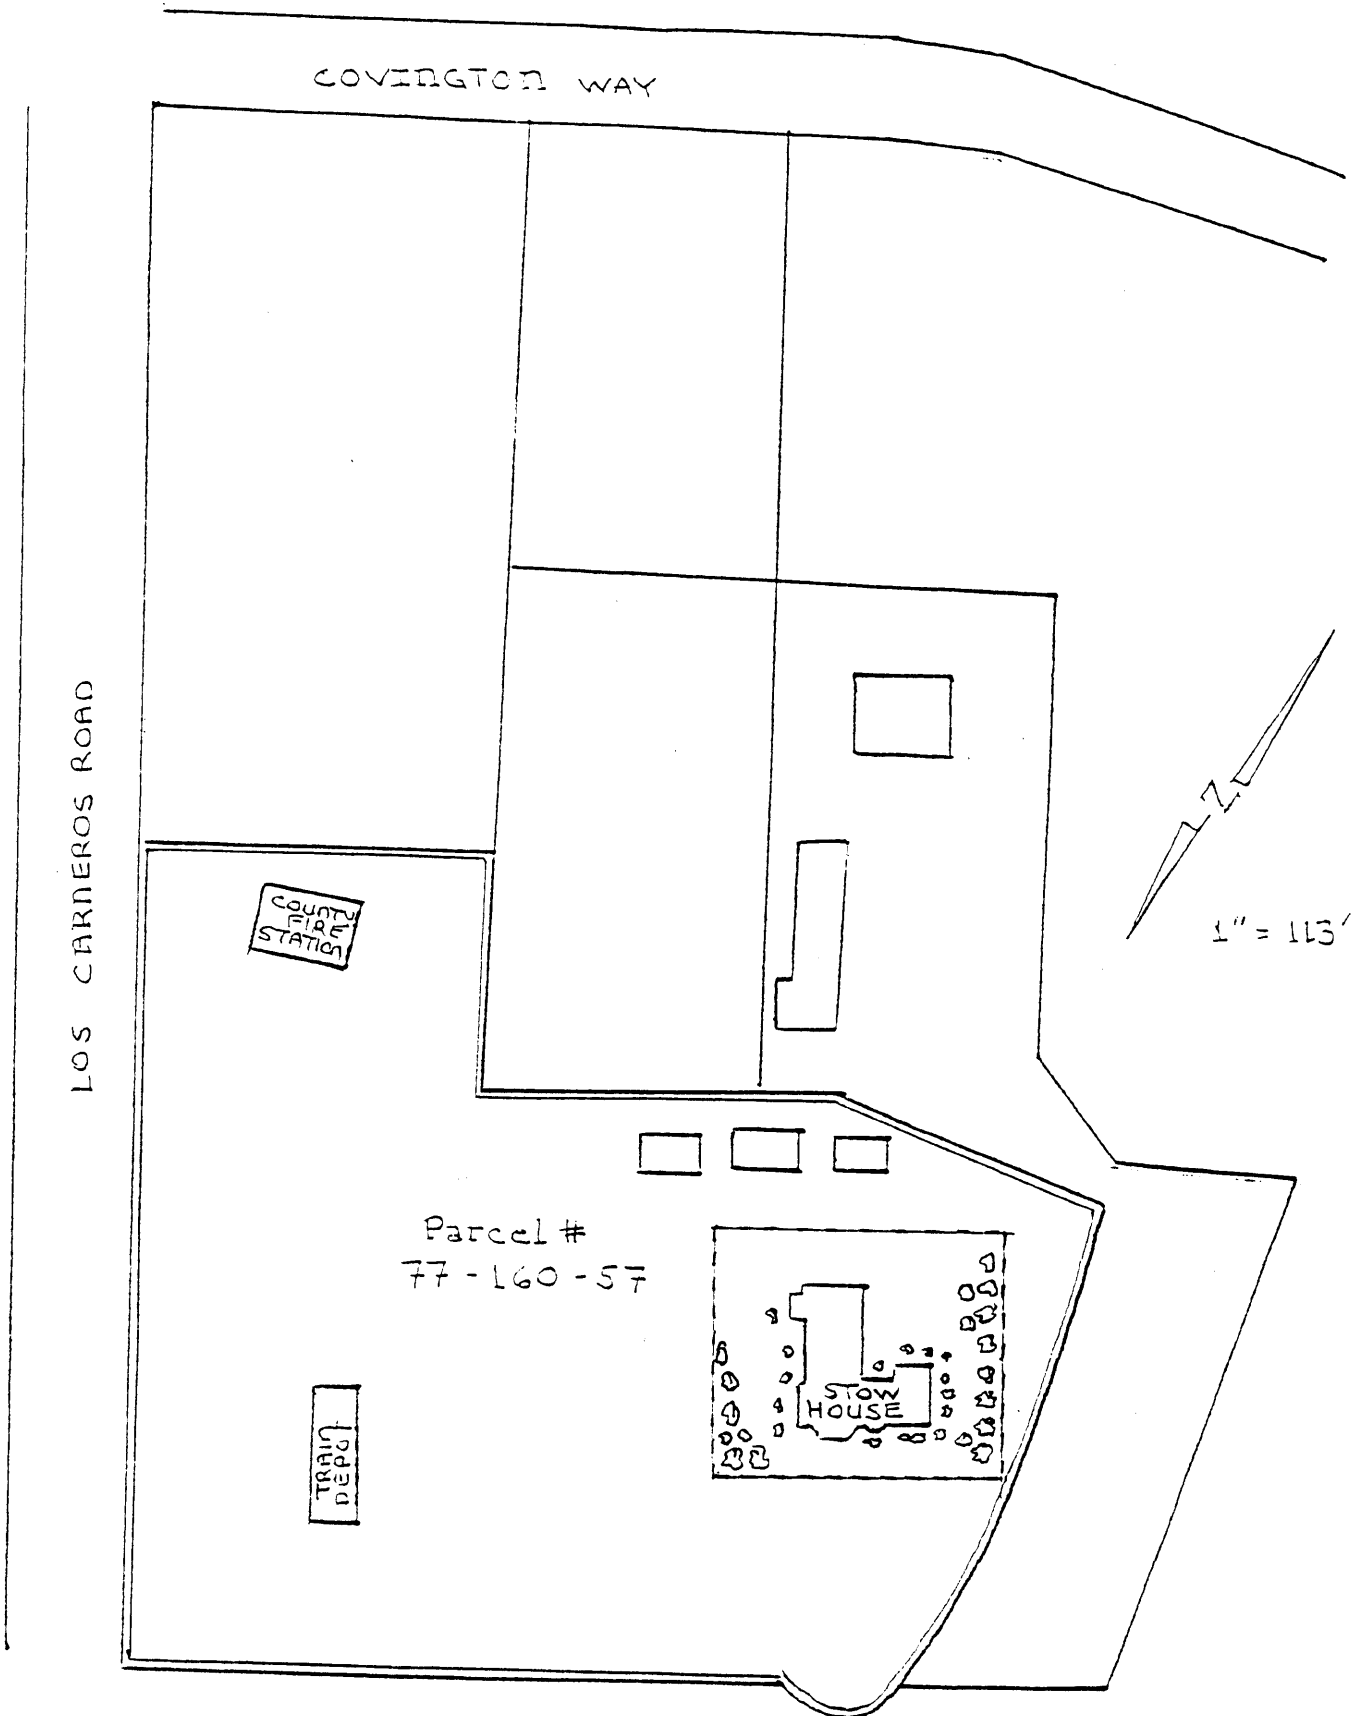 COVINGTON WAY
LOS CARNEROS ROAD
N
1" = 113'
COUNTY
FIRE
STATION
Parcel #
77-160-57
STOW
HOUSE
TRAIN
DEPOT